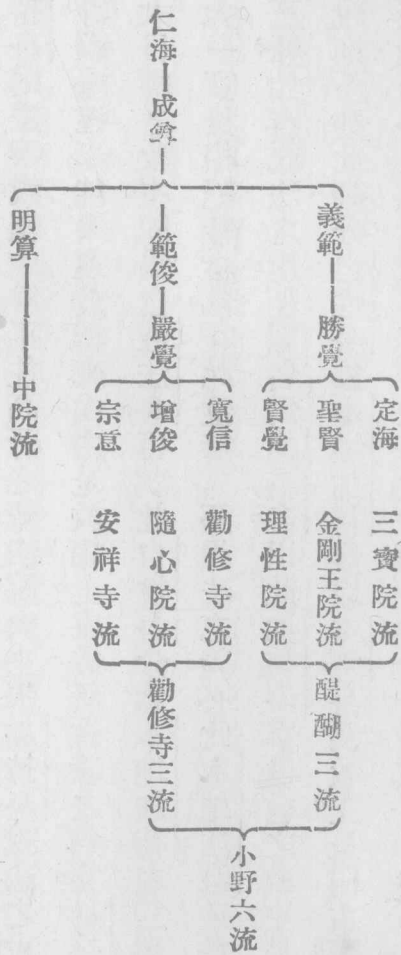 仁海―成尊
義範――勝覺
定海 三寶院流
聖賢 金剛王院流
賢覺 理性院流
醍醐三流
範俊―嚴覺
寬信 勸修寺流
增俊 隨心院流
宗意 安祥寺流
勸修寺三流
小野六流
明算―――中院流